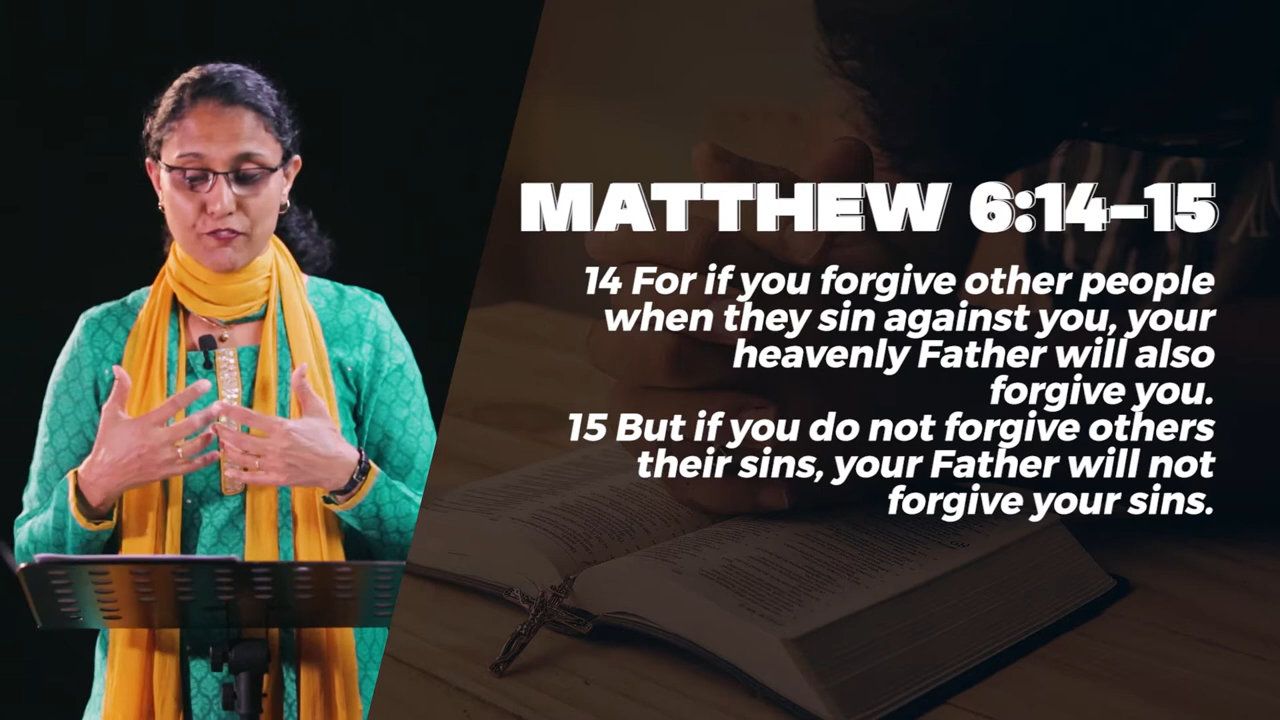 MATTHEW 6:14–15
14 For if you forgive other people
when they sin against you, your
heavenly Father will also
forgive you.
15 But if you do not forgive others
their sins, your Father will not
forgive your sins.